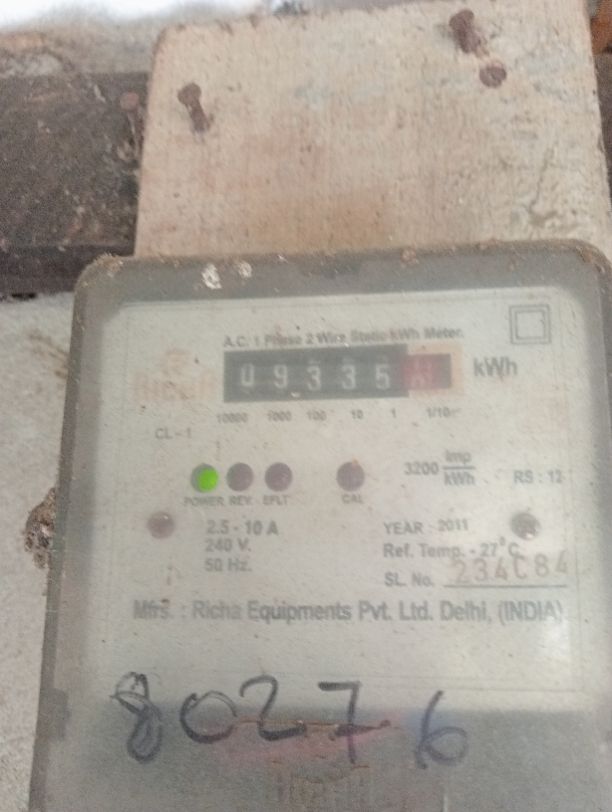 A.C. 1 Phase 2 Wire Static kWh Meter.
09335 kWh
10000 1000 100 10 1 1/10
CL-1
3200 imp/kWh RS : 12
POWER REV. EFLT CAL
2.5 - 10 A
240 V.
50 Hz.
YEAR : 2011
Ref. Temp. - 27°C
SL. No. 234C84
Mfrs. : Richa Equipments Pvt. Ltd. Delhi, (INDIA)
80276